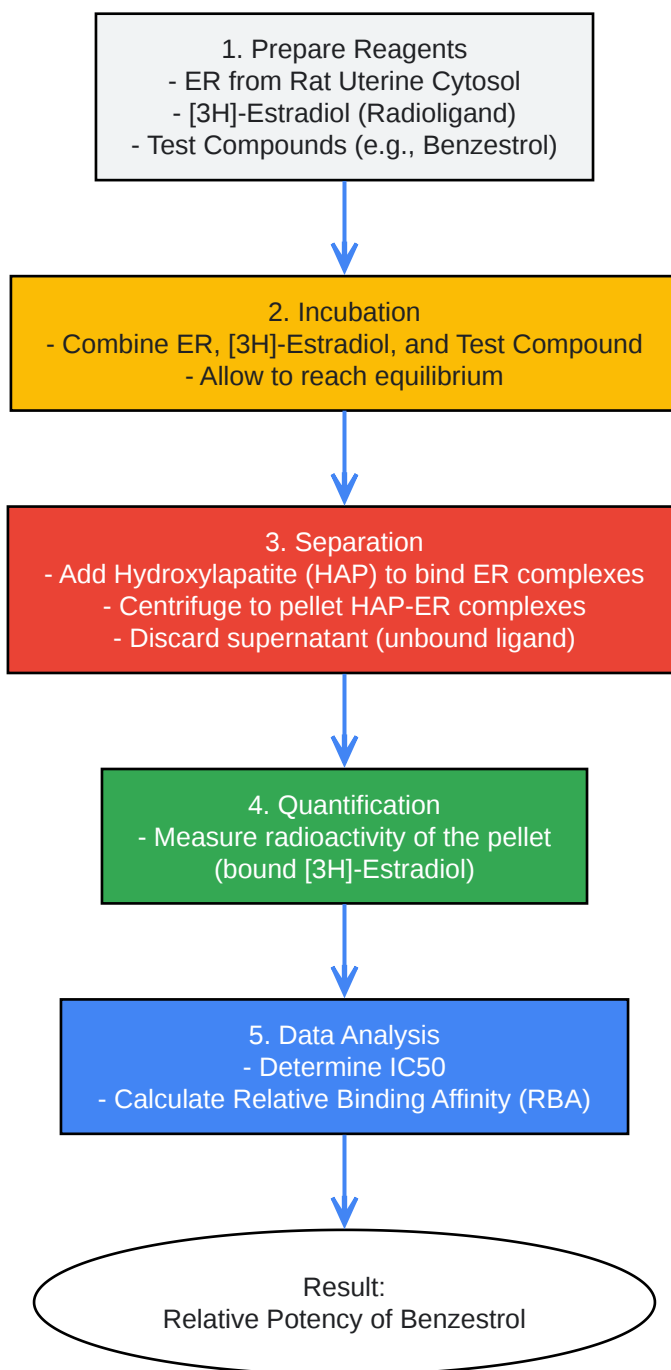 1. Prepare Reagents
- ER from Rat Uterine Cytosol
- [3H]-Estradiol (Radioligand)
- Test Compounds (e.g., Benzestrol)
2. Incubation
- Combine ER, [3H]-Estradiol, and Test Compound
- Allow to reach equilibrium
3. Separation
- Add Hydroxylapatite (HAP) to bind ER complexes
- Centrifuge to pellet HAP-ER complexes
- Discard supernatant (unbound ligand)
4. Quantification
- Measure radioactivity of the pellet
(bound [3H]-Estradiol)
5. Data Analysis
- Determine IC50
- Calculate Relative Binding Affinity (RBA)
Result:
Relative Potency of Benzestrol